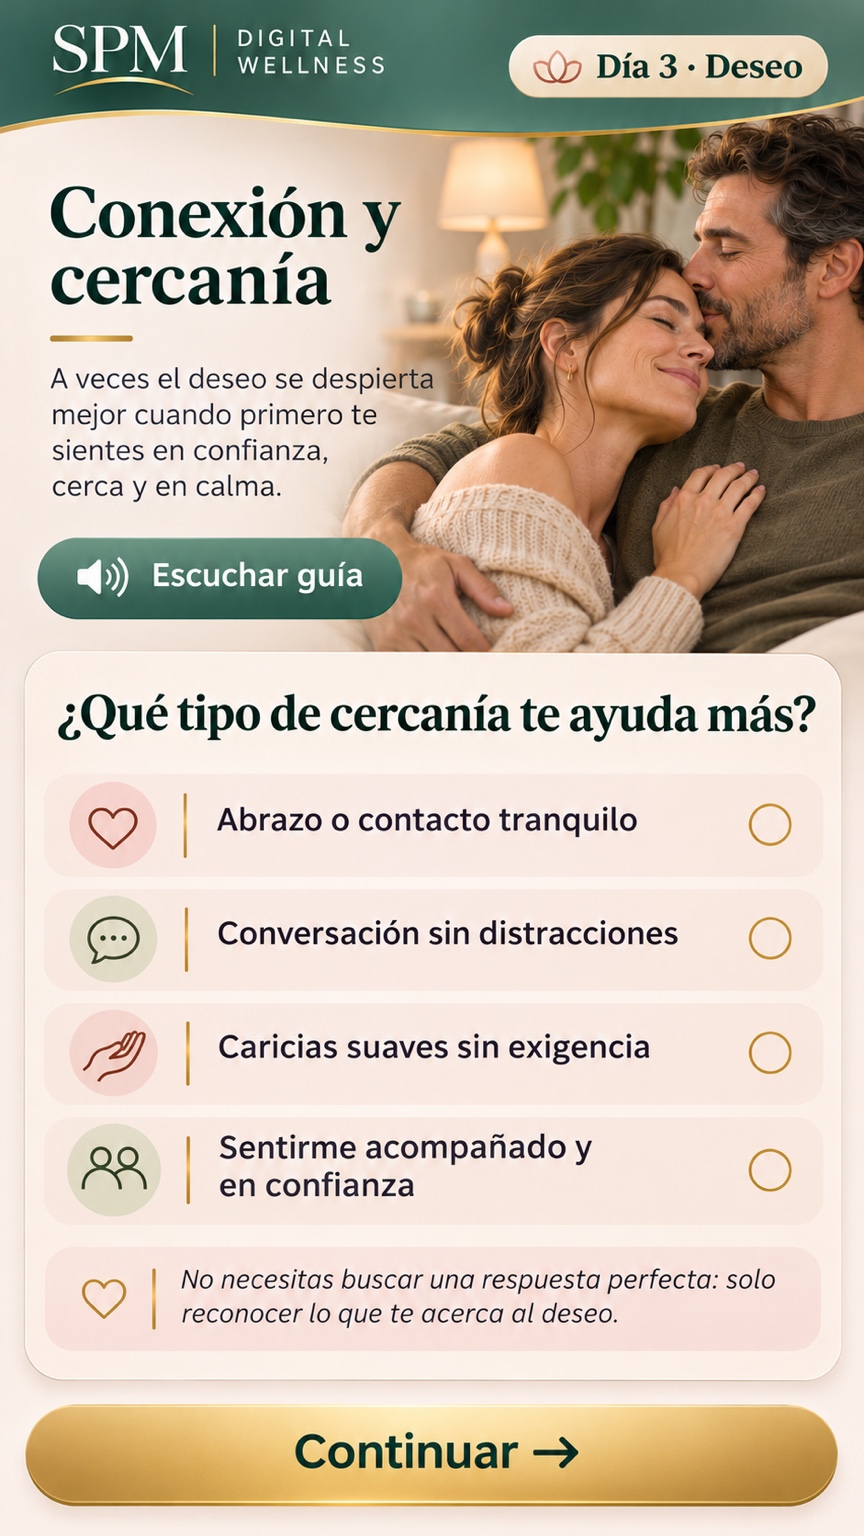 SPM
DIGITAL
WELLNESS
Día 3 · Deseo
Conexión y
cercanía
A veces el deseo se despierta
mejor cuando primero te
sientes en confianza,
cerca y en calma.
Escuchar guía
¿Qué tipo de cercanía te ayuda más?
Abrazo o contacto tranquilo
Conversación sin distracciones
Caricias suaves sin exigencia
Sentirme acompañado y
en confianza
No necesitas buscar una respuesta perfecta: solo
reconocer lo que te acerca al deseo.
Continuar →